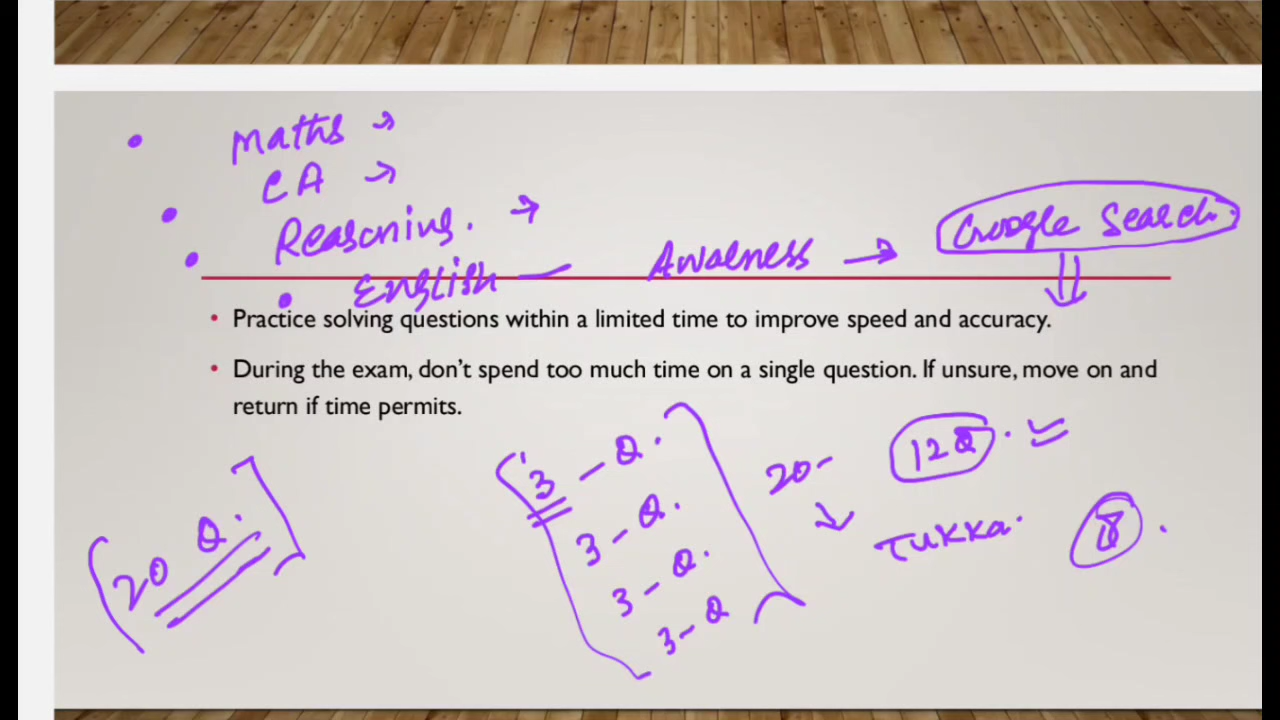 Maths →
CA →
Reasoning. →
English — Awarness → Google Search.
• Practice solving questions within a limited time to improve speed and accuracy.
• During the exam, don't spend too much time on a single question. If unsure, move on and
return if time permits.
20 Q.
3 - Q.
3 - Q.
3 - Q.
3 - Q
20 - 12Q.
Tukka. 8.